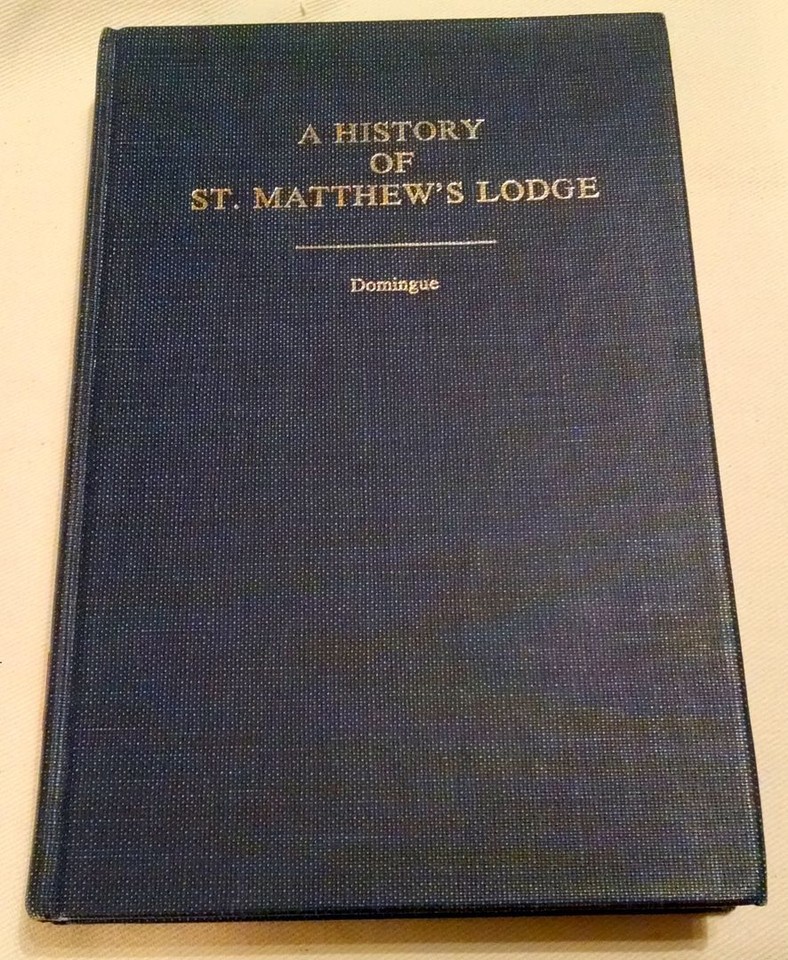 A HISTORY
OF
ST. MATTHEW'S LODGE
Domingue